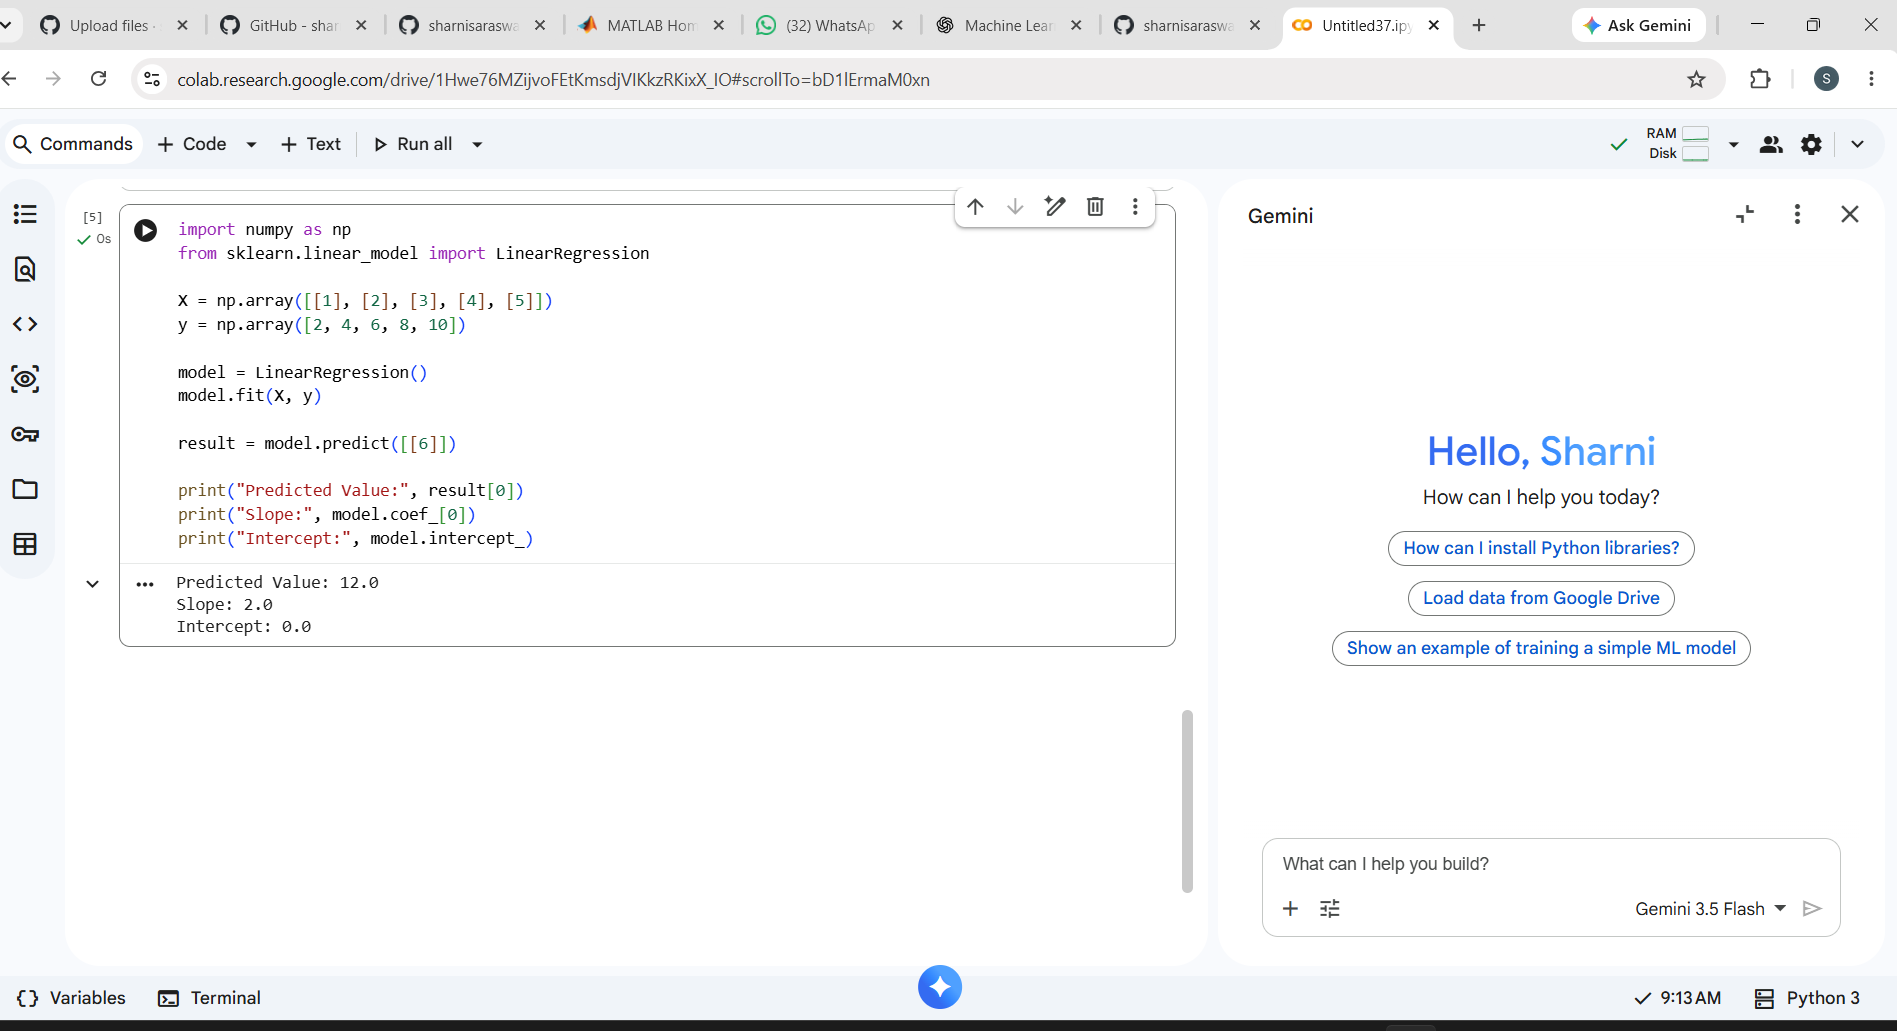 Upload files ·
GitHub - shar
sharnisaraswa
MATLAB Hom
(32) WhatsAp
Machine Lear
sharnisaraswa
Untitled37.ipy
Ask Gemini
colab.research.google.com/drive/1Hwe76MZijvoFEtKmsdjVIKkzRKixX_IO#scrollTo=bD1lErmaM0xn
S
Commands
+ Code
+ Text
Run all
RAM
Disk
[5]
0s
import numpy as np
from sklearn.linear_model import LinearRegression
X = np.array([[1], [2], [3], [4], [5]])
y = np.array([2, 4, 6, 8, 10])
model = LinearRegression()
model.fit(X, y)
result = model.predict([[6]])
print("Predicted Value:", result[0])
print("Slope:", model.coef_[0])
print("Intercept:", model.intercept_)
Predicted Value: 12.0
Slope: 2.0
Intercept: 0.0
Gemini
Hello, Sharni
How can I help you today?
How can I install Python libraries?
Load data from Google Drive
Show an example of training a simple ML model
What can I help you build?
Gemini 3.5 Flash
Variables
Terminal
9:13 AM
Python 3